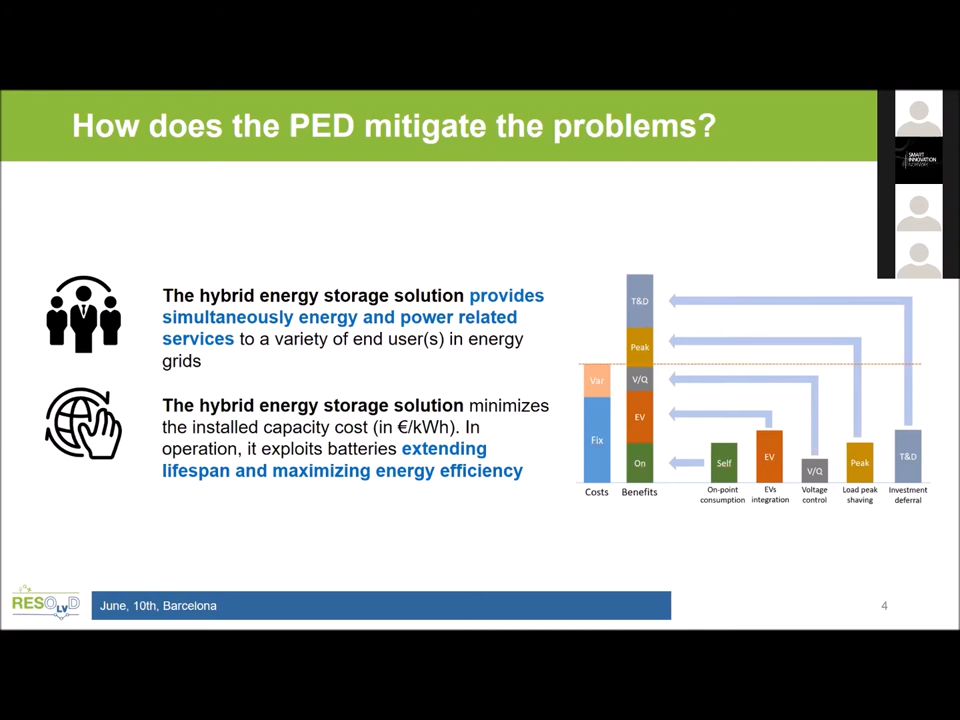 How does the PED mitigate the problems?
SMART
INNOVATION
The hybrid energy storage solution provides
simultaneously energy and power related
services to a variety of end user(s) in energy
grids
The hybrid energy storage solution minimizes
the installed capacity cost (in €/kWh). In
operation, it exploits batteries extending
lifespan and maximizing energy efficiency
T&D
Peak
Var
V/Q
EV
Fix
On
Self
EV
V/Q
Peak
T&D
Costs
Benefits
On-point
consumption
EVs
integration
Voltage
control
Load peak
shaving
Investment
deferral
RESOLVD
June, 10th, Barcelona
4